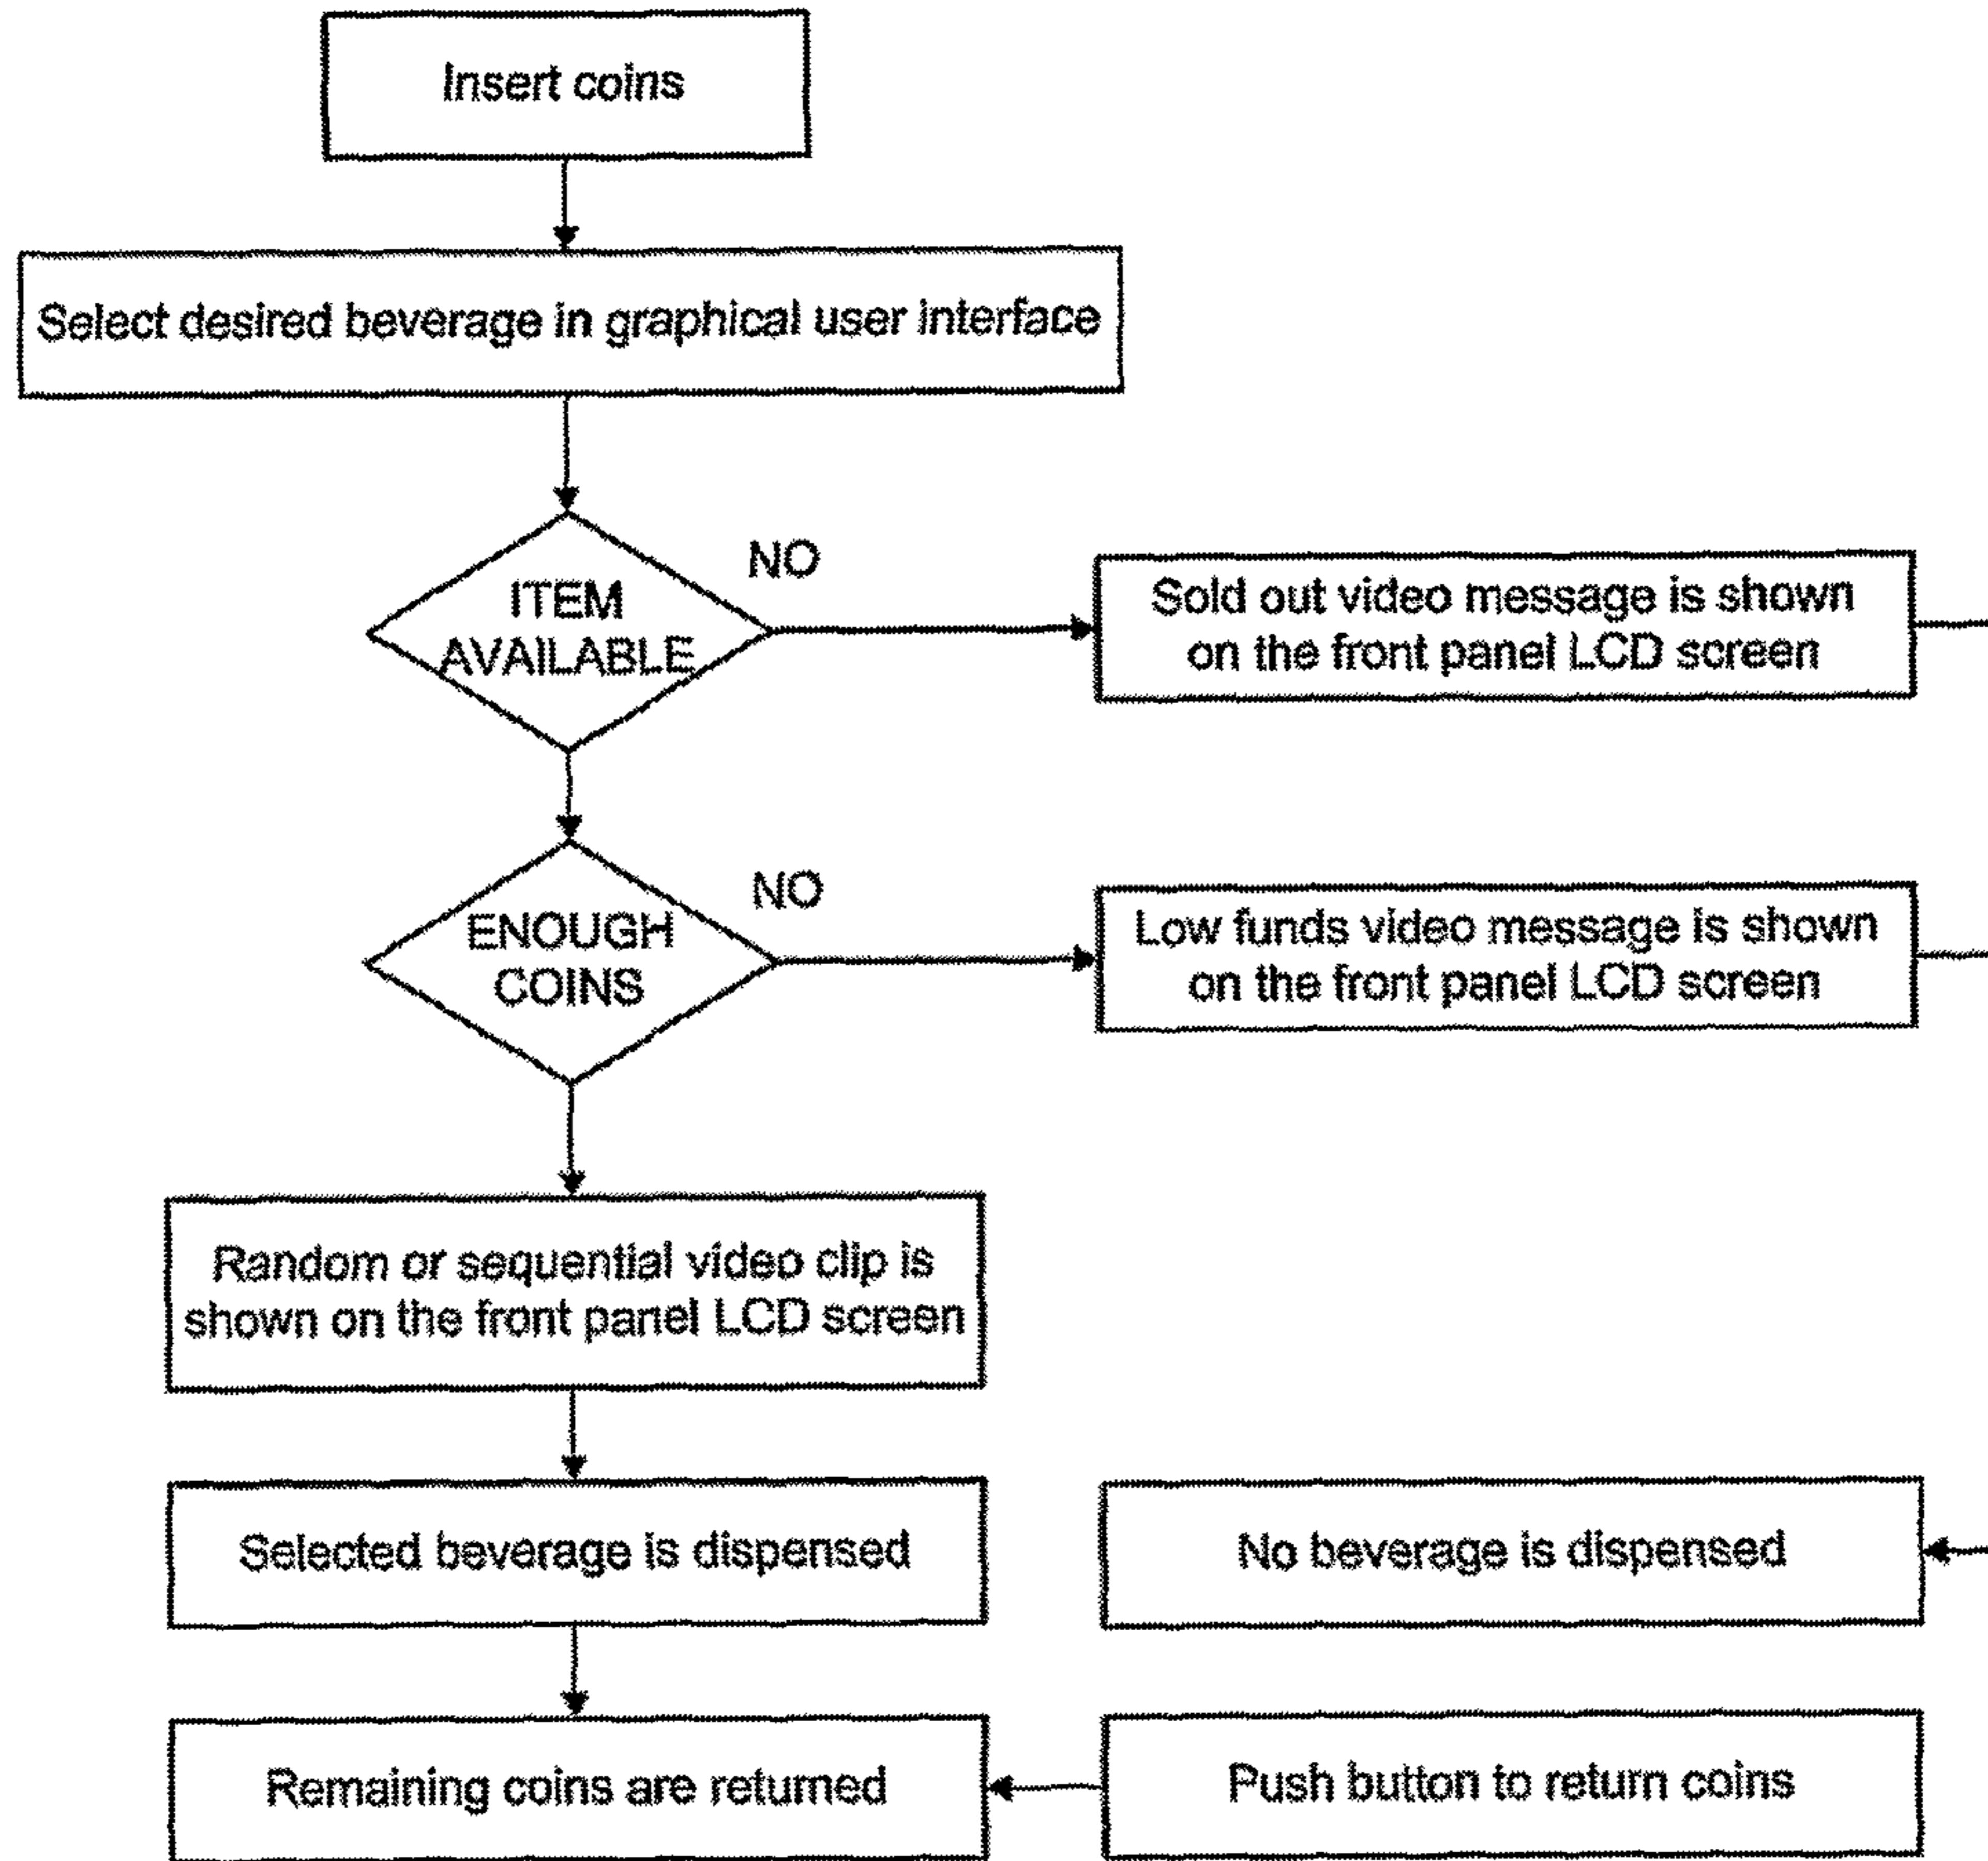 Insert coins
Select desired beverage in graphical user interface
ITEM
AVAILABLE
NO
Sold out video message is shown
on the front panel LCD screen
ENOUGH
COINS
NO
Low funds video message is shown
on the front panel LCD screen
Random or sequential video clip is
shown on the front panel LCD screen
Selected beverage is dispensed
No beverage is dispensed
Remaining coins are returned
Push button to return coins